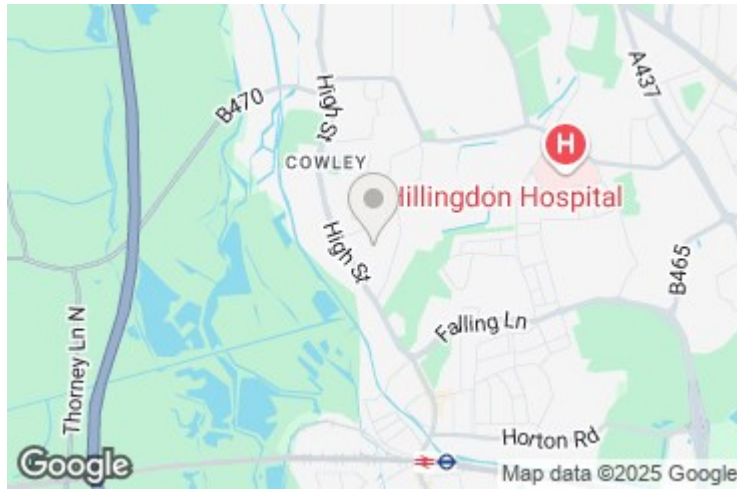 A437
B470
High St
H
COWLEY
Hillingdon Hospital
High St
B465
Falling Ln
Thorney Ln N
Horton Rd
Google
Map data ©2025 Google